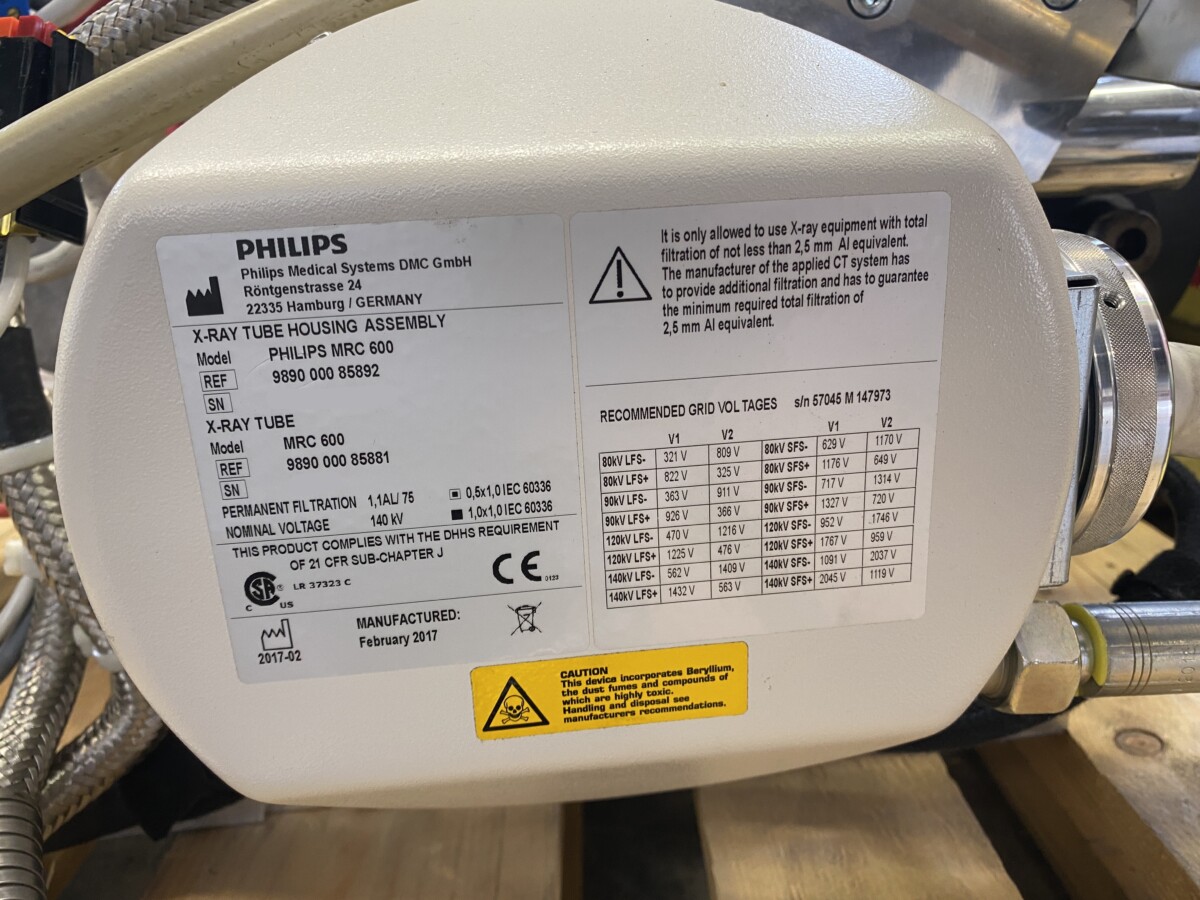 PHILIPS
Philips Medical Systems DMC GmbH
Röntgenstrasse 24
22335 Hamburg / GERMANY
X-RAY TUBE HOUSING ASSEMBLY
Model PHILIPS MRC 600
REF 9890 000 85892
SN
X-RAY TUBE
Model MRC 600
REF 9890 000 85881
SN
PERMANENT FILTRATION 1,1AL/ 75 0,5x1,0 IEC 60336
NOMINAL VOLTAGE 140 kV 1,0x1,0 IEC 60336
THIS PRODUCT COMPLIES WITH THE DHHS REQUIREMENT
OF 21 CFR SUB-CHAPTER J
C SA ® US LR 37323 C CE 0123
MANUFACTURED:
February 2017
2017-02
It is only allowed to use X-ray equipment with total
filtration of not less than 2,5 mm Al equivalent.
The manufacturer of the applied CT system has
to provide additional filtration and has to guarantee
the minimum required total filtration of
2,5 mm Al equivalent.
RECOMMENDED GRID VOLTAGES s/n 57045 M 147973
V1 V2 V1 V2
80kV LFS- 321 V 809 V 80kV SFS- 629 V 1170 V
80kV LFS+ 822 V 325 V 80kV SFS+ 1176 V 649 V
90kV LFS- 363 V 911 V 90kV SFS- 717 V 1314 V
90kV LFS+ 926 V 366 V 90kV SFS+ 1327 V 720 V
120kV LFS- 470 V 1216 V 120kV SFS- 952 V 1746 V
120kV LFS+ 1225 V 476 V 120kV SFS+ 1767 V 959 V
140kV LFS- 562 V 1409 V 140kV SFS- 1091 V 2037 V
140kV LFS+ 1432 V 563 V 140kV SFS+ 2045 V 1119 V
CAUTION
This device incorporates Beryllium,
the dust fumes and compounds of
which are highly toxic.
Handling and disposal see
manufacturers recommendations.